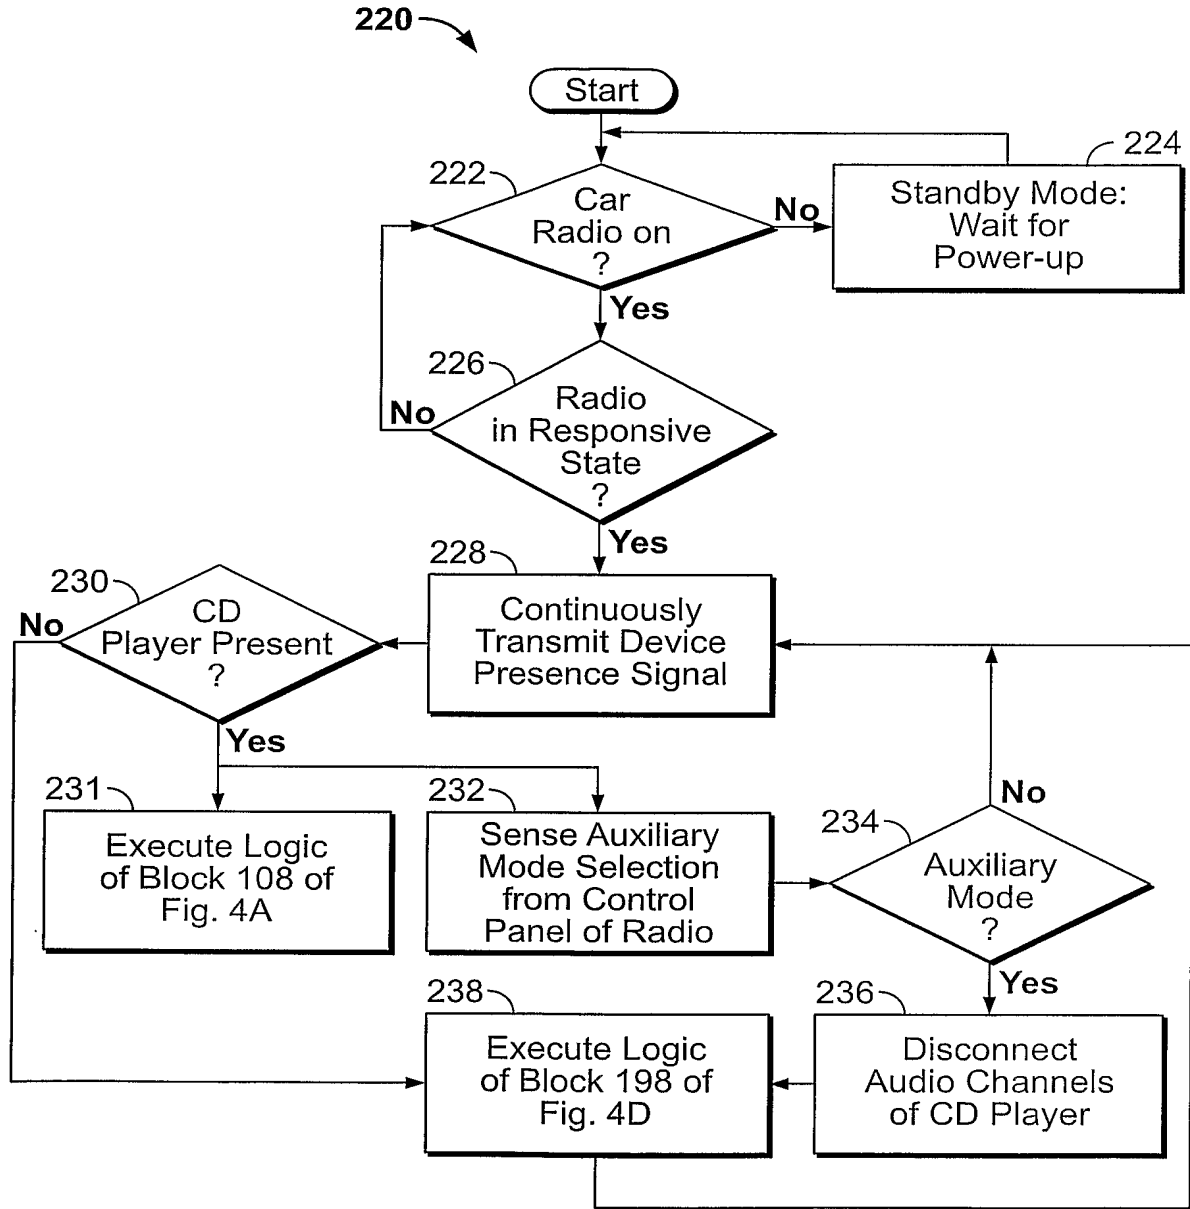 220
Start
224
222
Car
Radio on
?
No
Standby Mode:
Wait for
Power-up
Yes
226
Radio
in Responsive
State
?
No
Yes
228
Continuously
Transmit Device
Presence Signal
230
CD
Player Present
?
No
Yes
231
Execute Logic
of Block 108 of
Fig. 4A
232
Sense Auxiliary
Mode Selection
from Control
Panel of Radio
234
Auxiliary
Mode
?
No
Yes
236
Disconnect
Audio Channels
of CD Player
238
Execute Logic
of Block 198 of
Fig. 4D